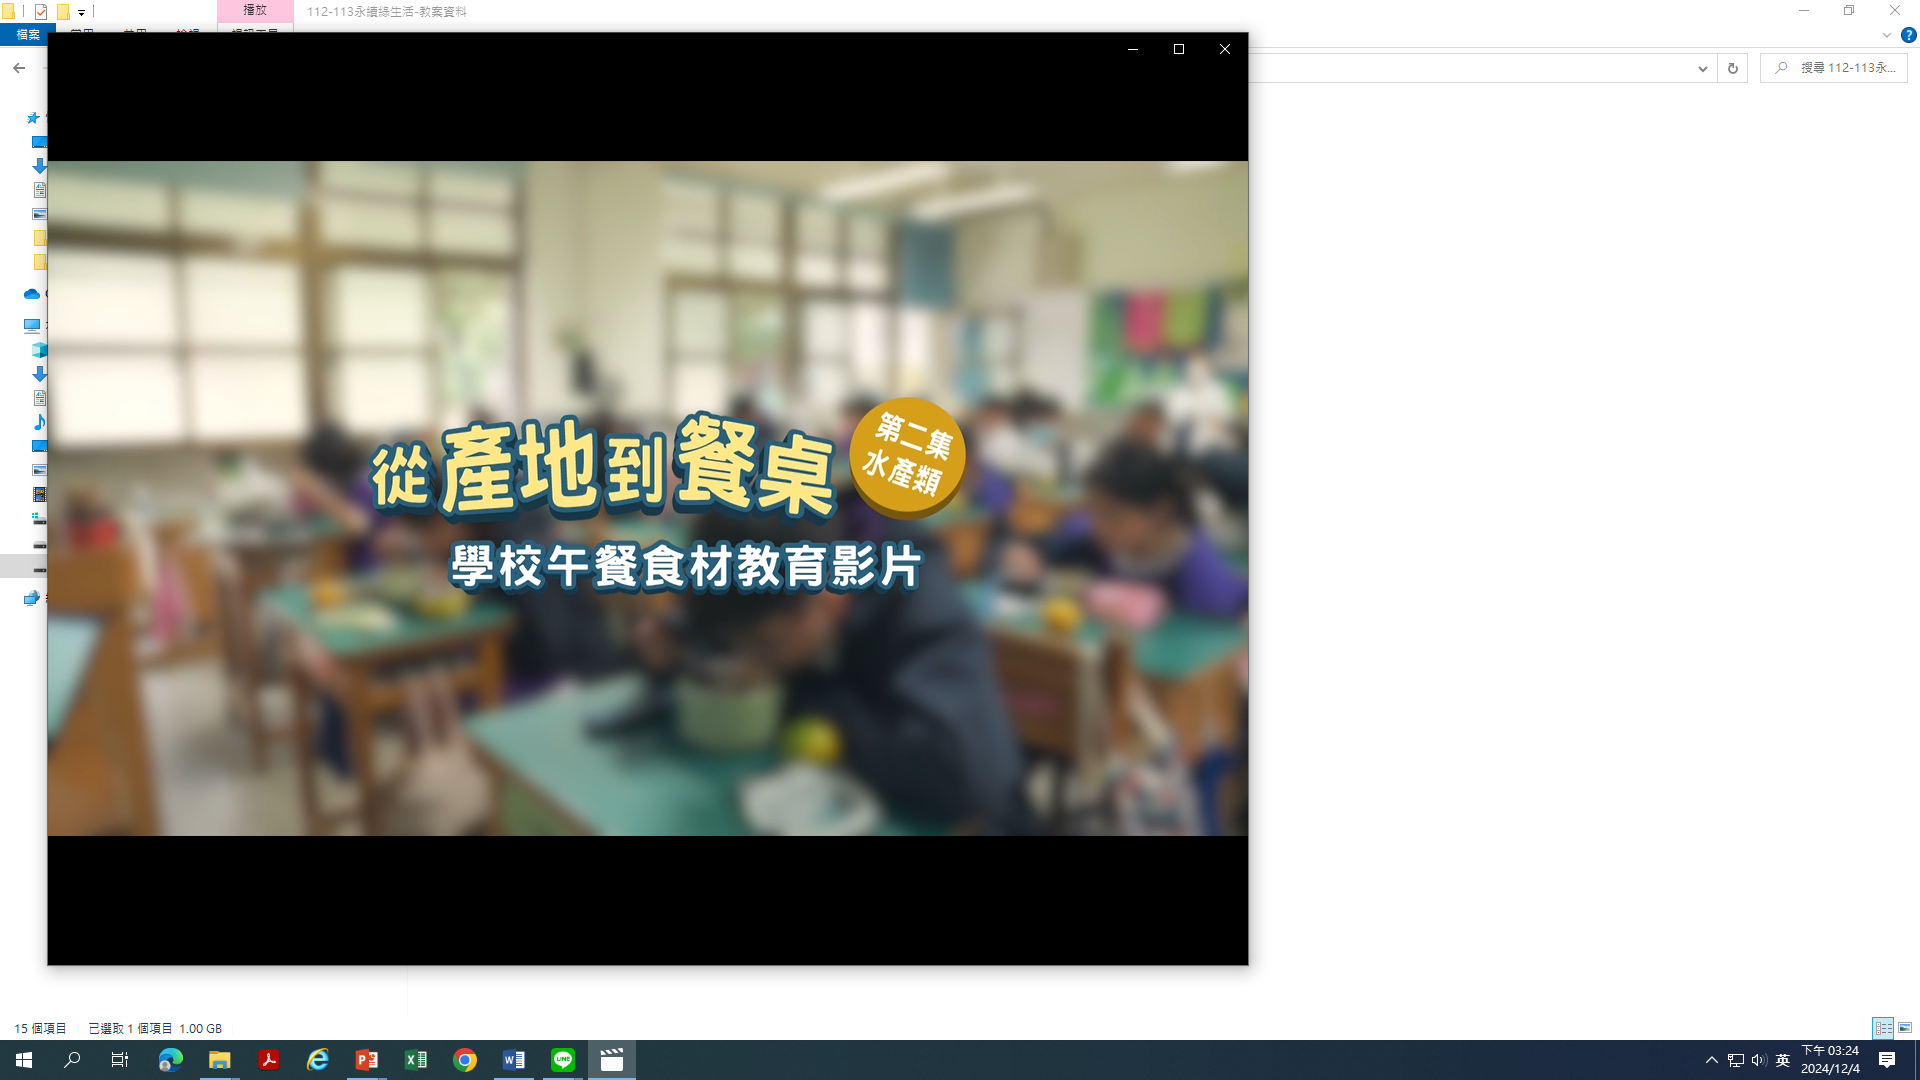 播放
112-113永續綠生活-教案資料
檔案
搜尋 112-113永...
從產地到餐桌
第二集
水產類
學校午餐食材教育影片
15 個項目
已選取 1 個項目 1.00 GB
LINE
英
下午 03:24
2024/12/4